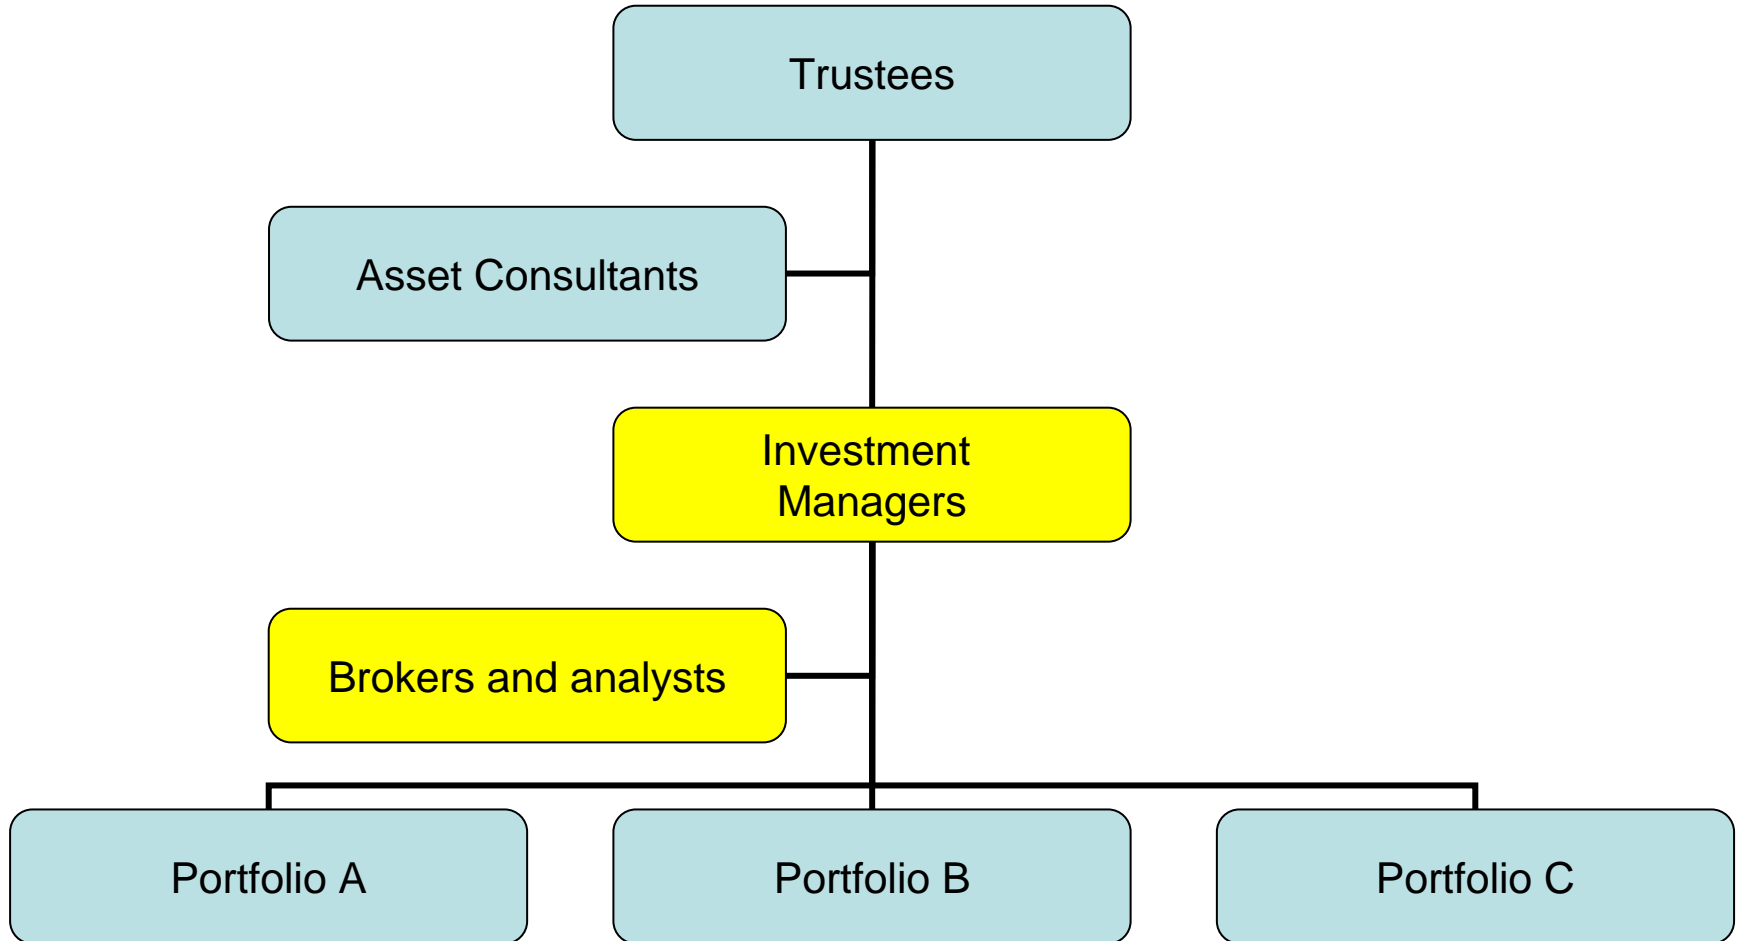 Trustees
Asset Consultants
Investment
Managers
Brokers and analysts
Portfolio A
Portfolio B
Portfolio C